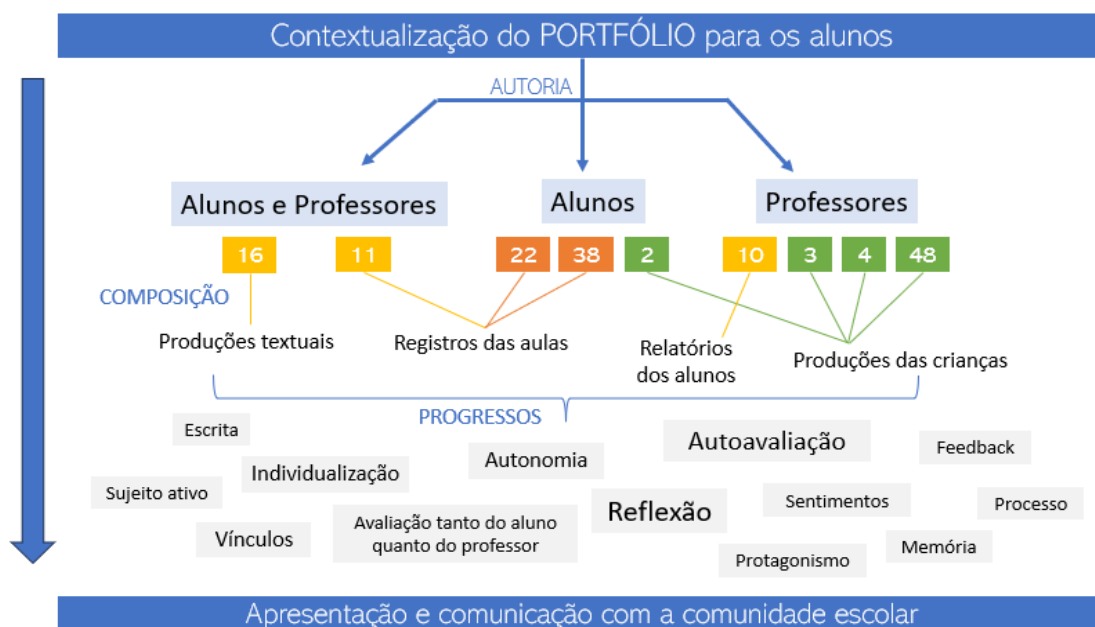 Contextualização do PORTFÓLIO para os alunos
AUTORIA
Alunos e Professores
Alunos
Professores
16
11
22
38
2
10
3
4
48
COMPOSIÇÃO
Produções textuais
Registros das aulas
Relatórios
dos alunos
Produções das crianças
PROGRESSOS
Escrita
Individualização
Autonomia
Autoavaliação
Feedback
Sujeito ativo
Vínculos
Avaliação tanto do aluno
quanto do professor
Reflexão
Sentimentos
Processo
Protagonismo
Memória
Apresentação e comunicação com a comunidade escolar